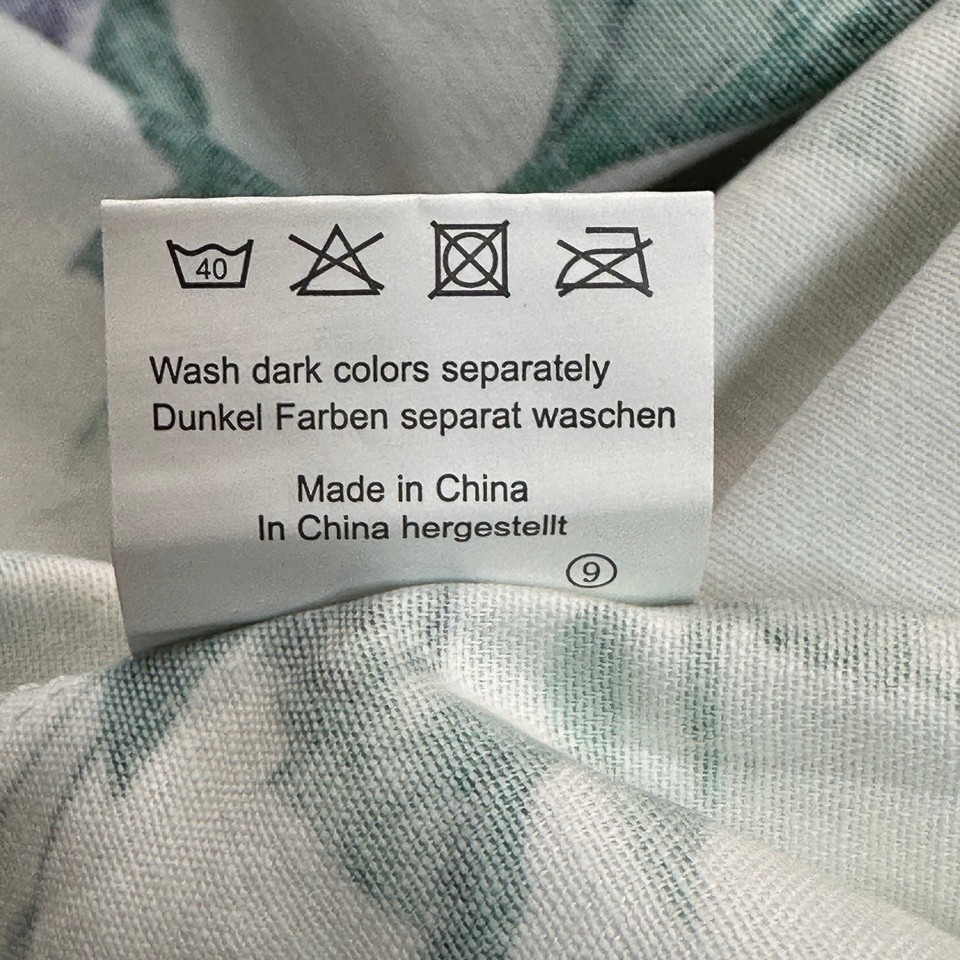 40
Wash dark colors separately
Dunkel Farben separat waschen
Made in China
In China hergestellt
9